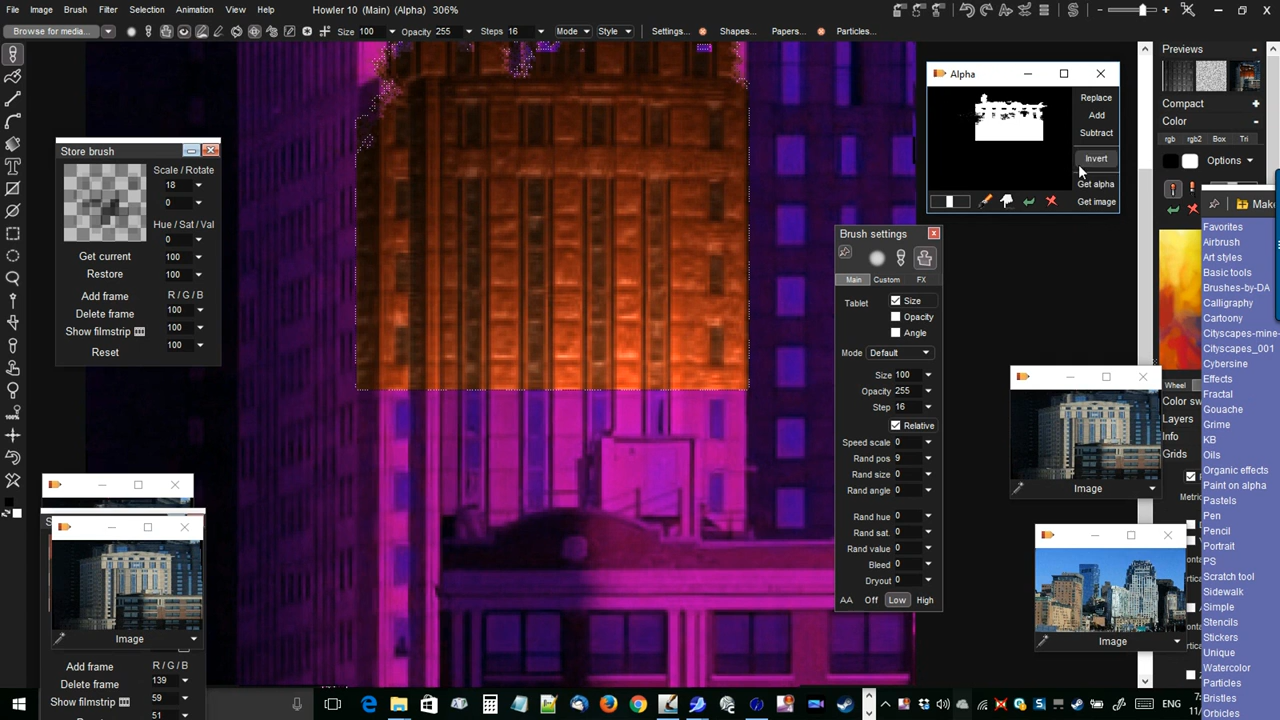 File Image Brush Filter Selection Animation Options Window Help Howler 10 (Main) (Alpha) 306%
Browse for media... Size 100 Opacity 255 Steps 16 Mode Style Settings... Shapes... Papers... Particles...
Store brush
Scale / Rotate
18
0
Hue / Sat / Val
0
Get current 100
Restore 100
Add frame R / G / B
Delete frame 100
Show filmstrip 100
Reset 100
Image
Add frame R / G / B
Delete frame 139
Show filmstrip 59
51
100%
Alpha
Replace
Add
Subtract
Invert
Get alpha
Get image
Brush settings
Main Custom FX
Tablet Size
Opacity
Angle
Mode Default
Size 100
Opacity 255
Step 16
Relative
Speed scale 0
Rand pos 9
Rand size 0
Rand angle 0
Rand hue 0
Rand sat. 0
Rand value 0
Bleed 0
Dryout 0
AA Off Low High
Image
Image
Previews
Compact
Color
rgb rgb2 Box Tri
Options
Wheel
Color sw
Layers
Info
Grids
Metric
Favorites
Airbrush
Art styles
Basic tools
Brushes-by-DA
Calligraphy
Cartoony
Cityscapes-mine-
Cityscapes_001
Cybersine
Effects
Fractal
Gouache
Grime
KB
Oils
Organic effects
Paint on alpha
Pastels
Pen
Pencil
Portrait
PS
Scratch tool
Sidewalk
Simple
Stencils
Stickers
Unique
Watercolor
Particles
Bristles
Orbicles
ENG